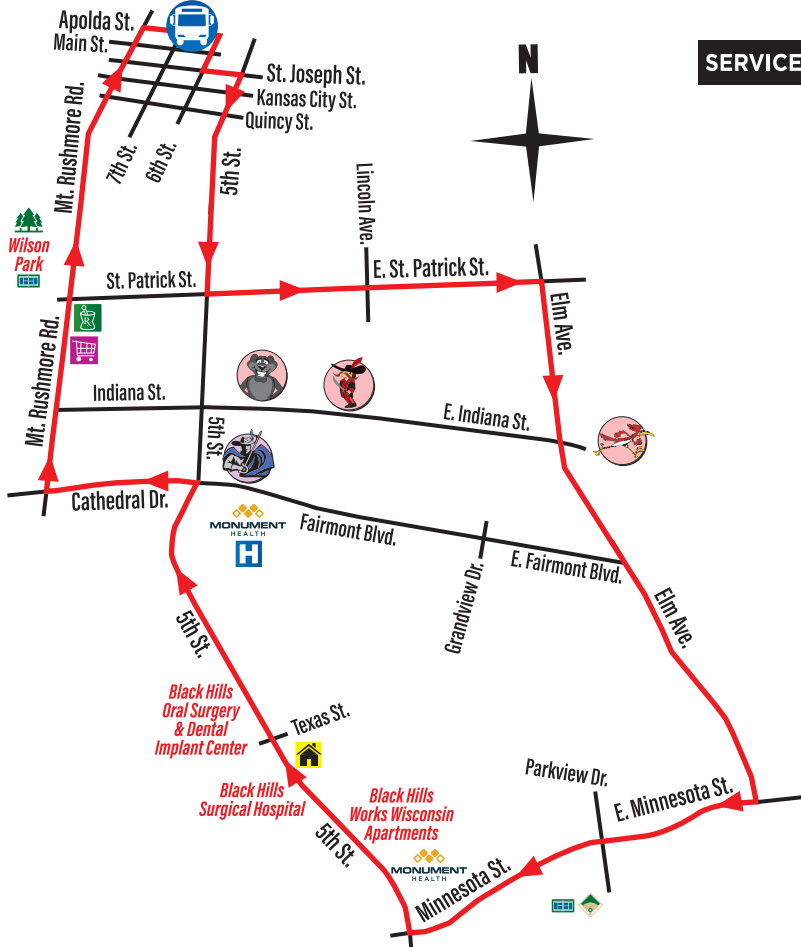 Apolda St.
Main St.
N
SERVICE
St. Joseph St.
Kansas City St.
Quincy St.
Mt. Rushmore Rd.
7th St.
6th St.
5th St.
Lincoln Ave.
Wilson
Park
St. Patrick St.
E. St. Patrick St.
Elm Ave.
Mt. Rushmore Rd.
Indiana St.
E. Indiana St.
5th St.
Cathedral Dr.
MONUMENT
HEALTH
H
Fairmont Blvd.
E. Fairmont Blvd.
Grandview Dr.
Elm Ave.
5th St.
Black Hills
Oral Surgery
& Dental
Implant Center
Texas St.
Black Hills
Surgical Hospital
Black Hills
Works Wisconsin
Apartments
5th St.
Parkview Dr.
E. Minnesota St.
MONUMENT
HEALTH
Minnesota St.